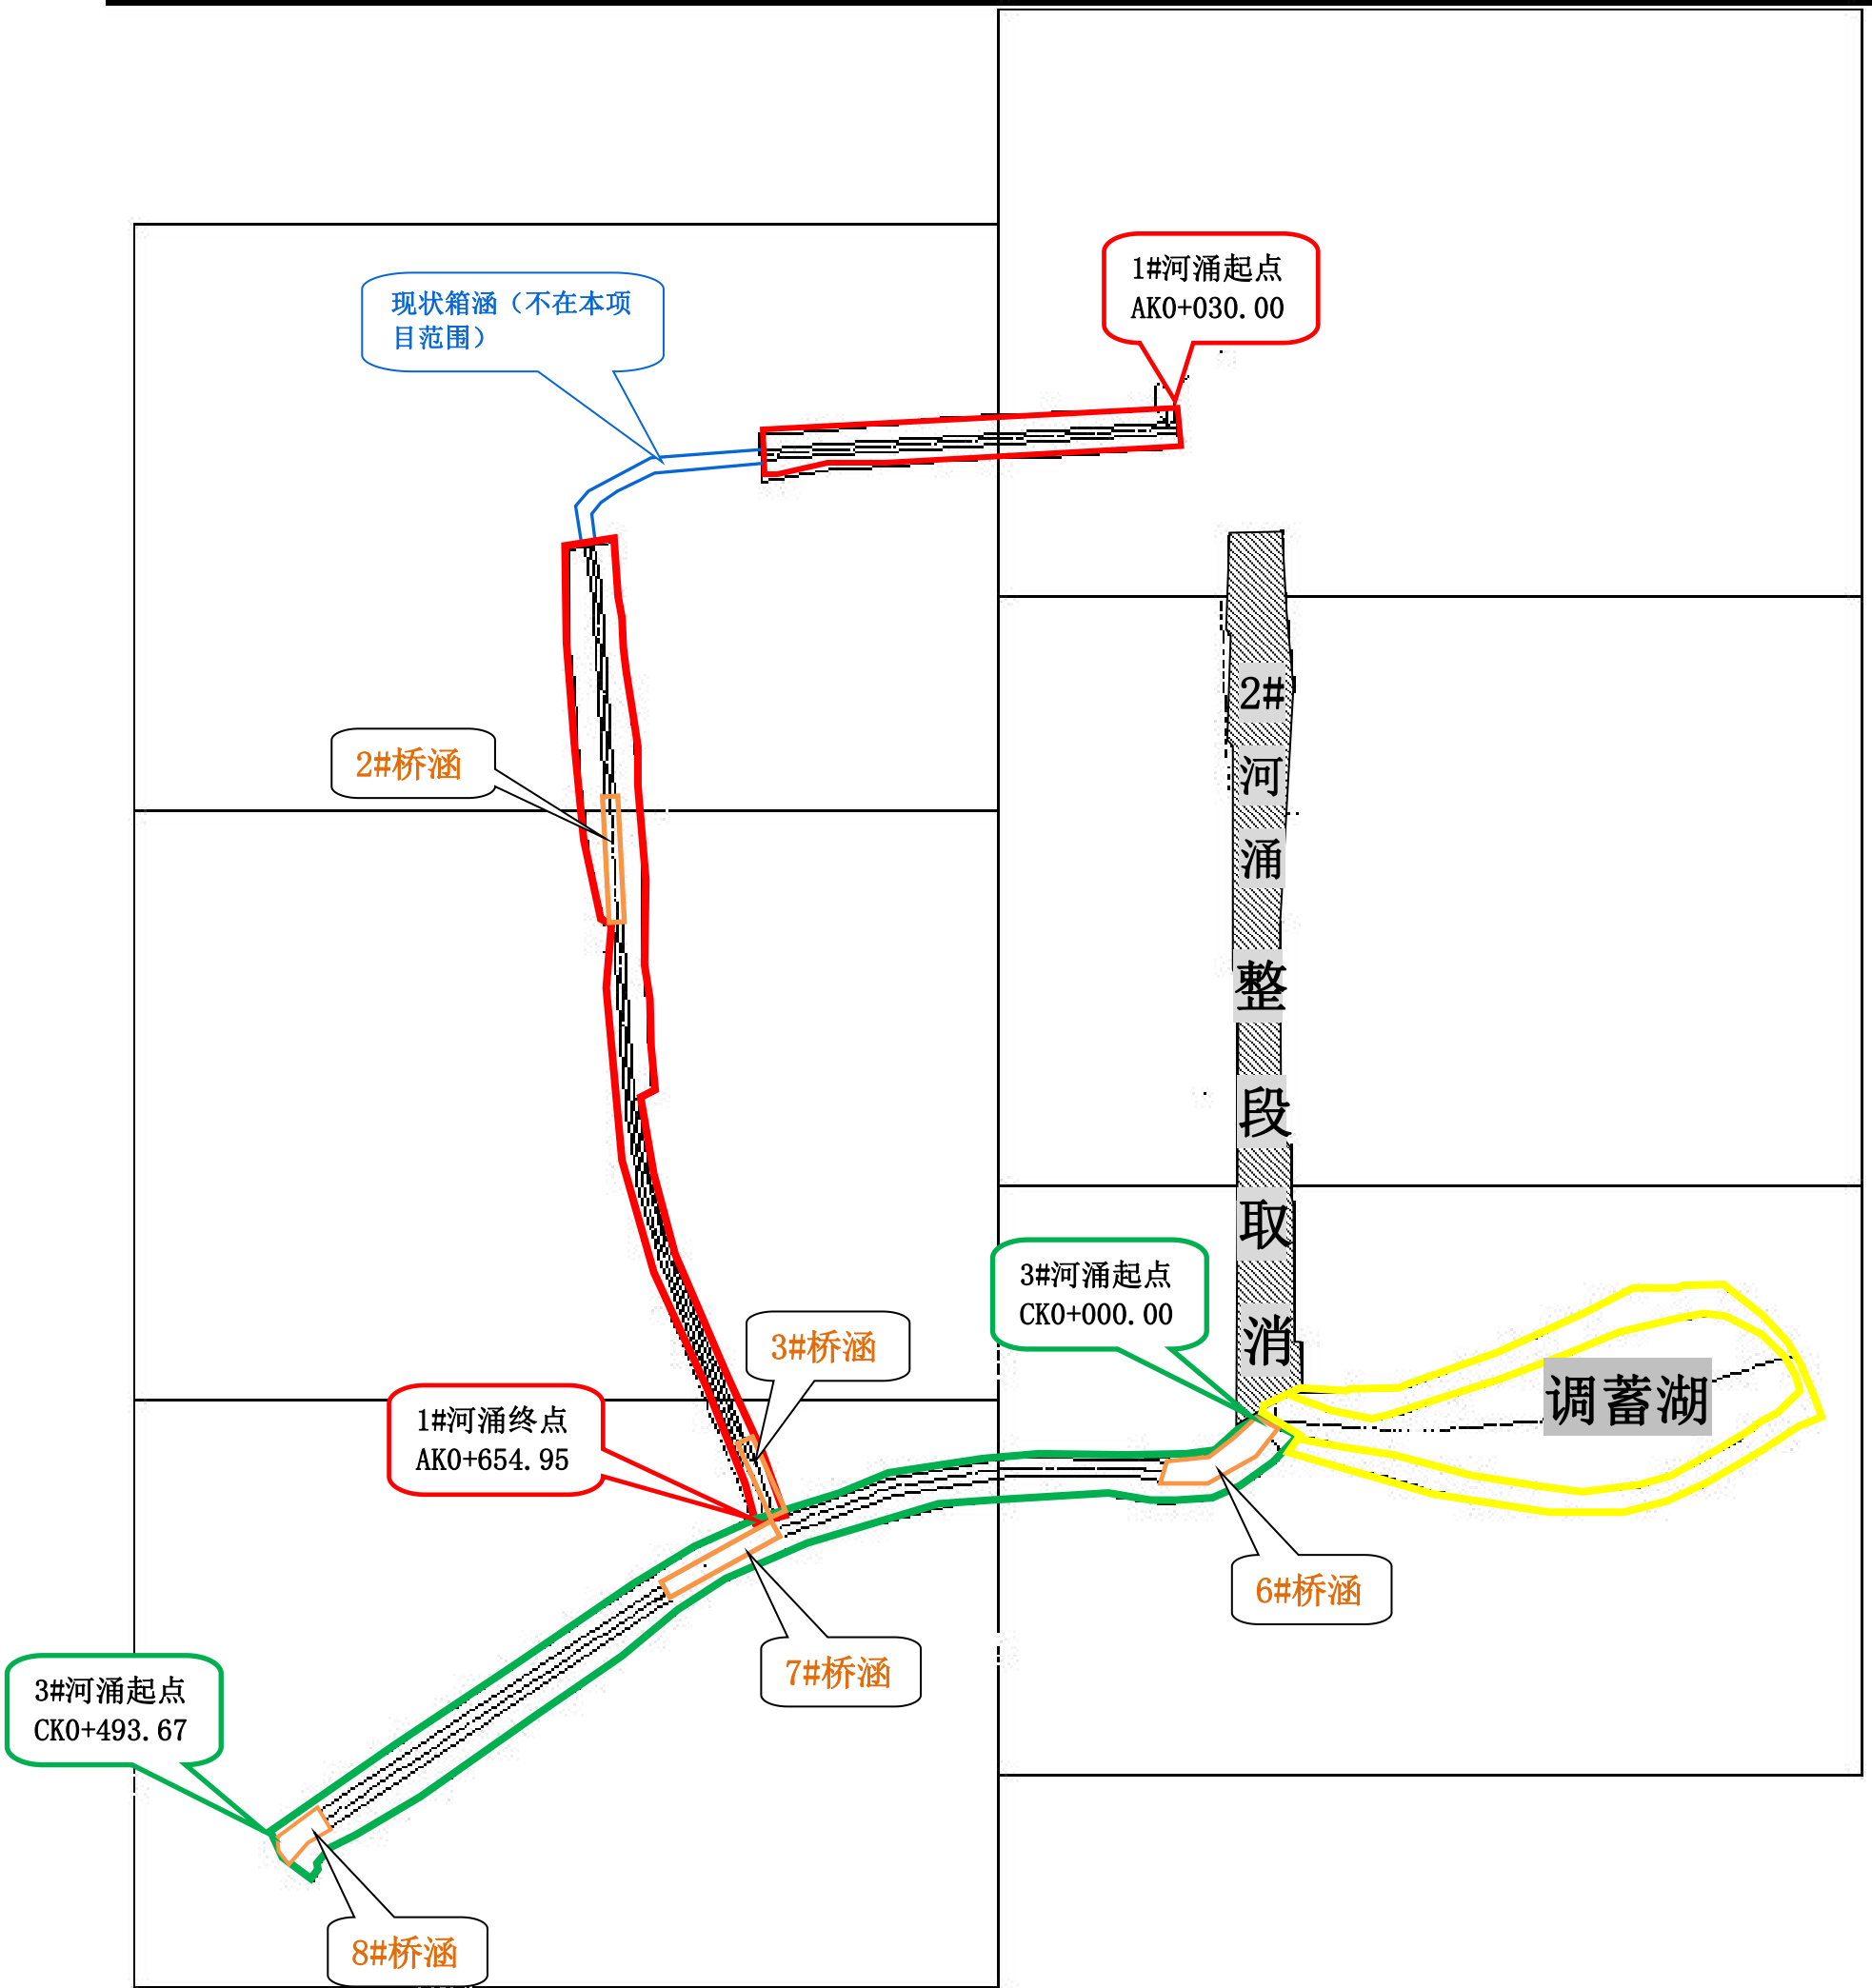 1#河涌起点
AK0+030.00
现状箱涵（不在本项
目范围）
2#
河
涌
整
段
取
消
2#桥涵
3#河涌起点
CK0+000.00
3#桥涵
调蓄湖
1#河涌终点
AK0+654.95
6#桥涵
7#桥涵
3#河涌起点
CK0+493.67
8#桥涵